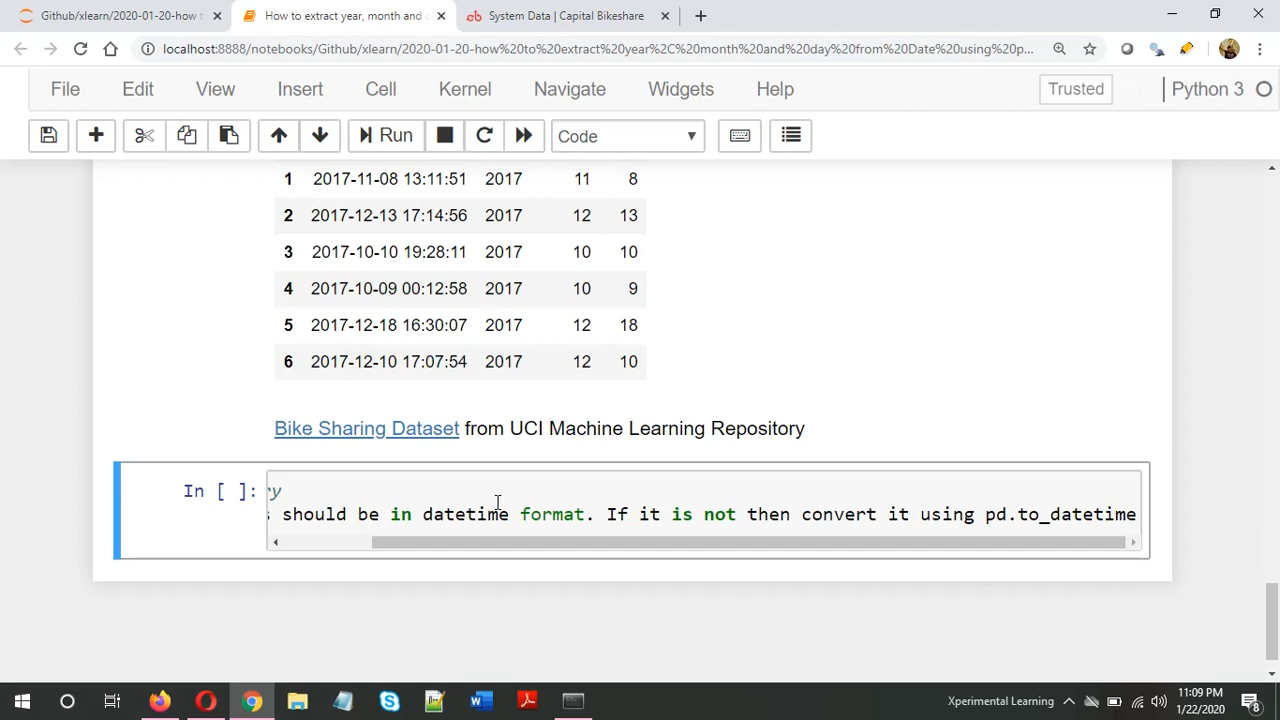 Github/xlearn/2020-01-20-how t
How to extract year, month and
System Data | Capital Bikeshare
localhost:8888/notebooks/Github/xlearn/2020-01-20-how%20to%20extract%20year%2C%20month%20and%20day%20from%20Date%20using%20p...
File Edit View Insert Cell Kernel Navigate Widgets Help Trusted Python 3
Run Code
1 2017-11-08 13:11:51 2017 11 8
2 2017-12-13 17:14:56 2017 12 13
3 2017-10-10 19:28:11 2017 10 10
4 2017-10-09 00:12:58 2017 10 9
5 2017-12-18 16:30:07 2017 12 18
6 2017-12-10 17:07:54 2017 12 10
Bike Sharing Dataset from UCI Machine Learning Repository
In [ ]: ry
should be in datetime format. If it is not then convert it using pd.to_datetime
Xperimental Learning
11:09 PM
1/22/2020
8